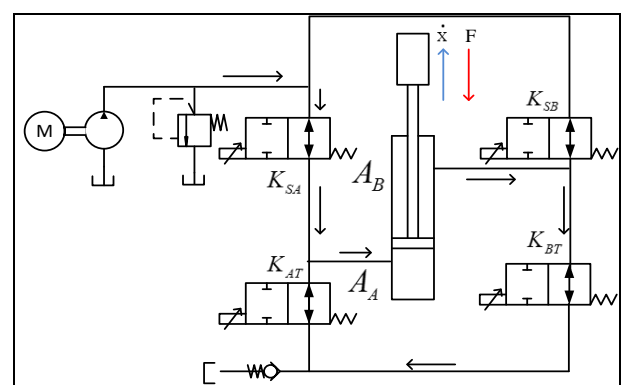 ẋ F
K_SB
M
K_SA
A_B
K_AT
K_BT
A_A